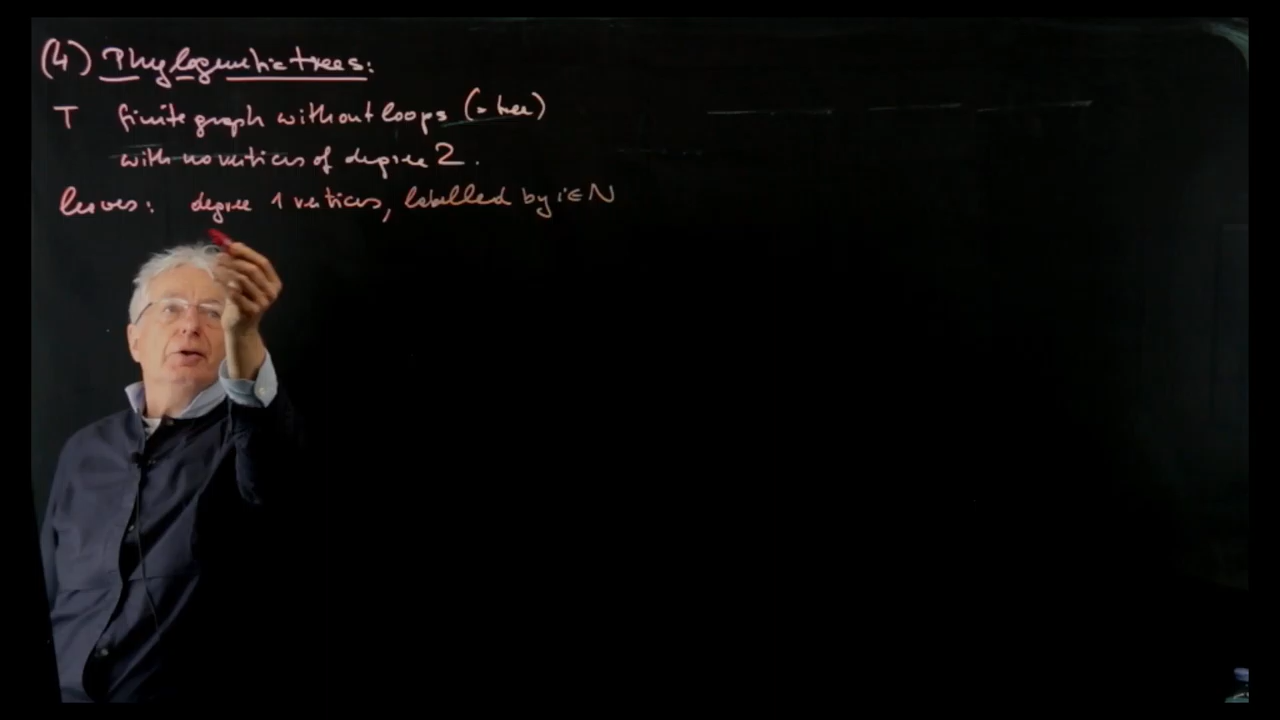 (4) Phylogenetic trees:
T finite graph without loops (= tree)
with no vertices of degree 2.
leaves: degree 1 vertices, labelled by i ∈ N